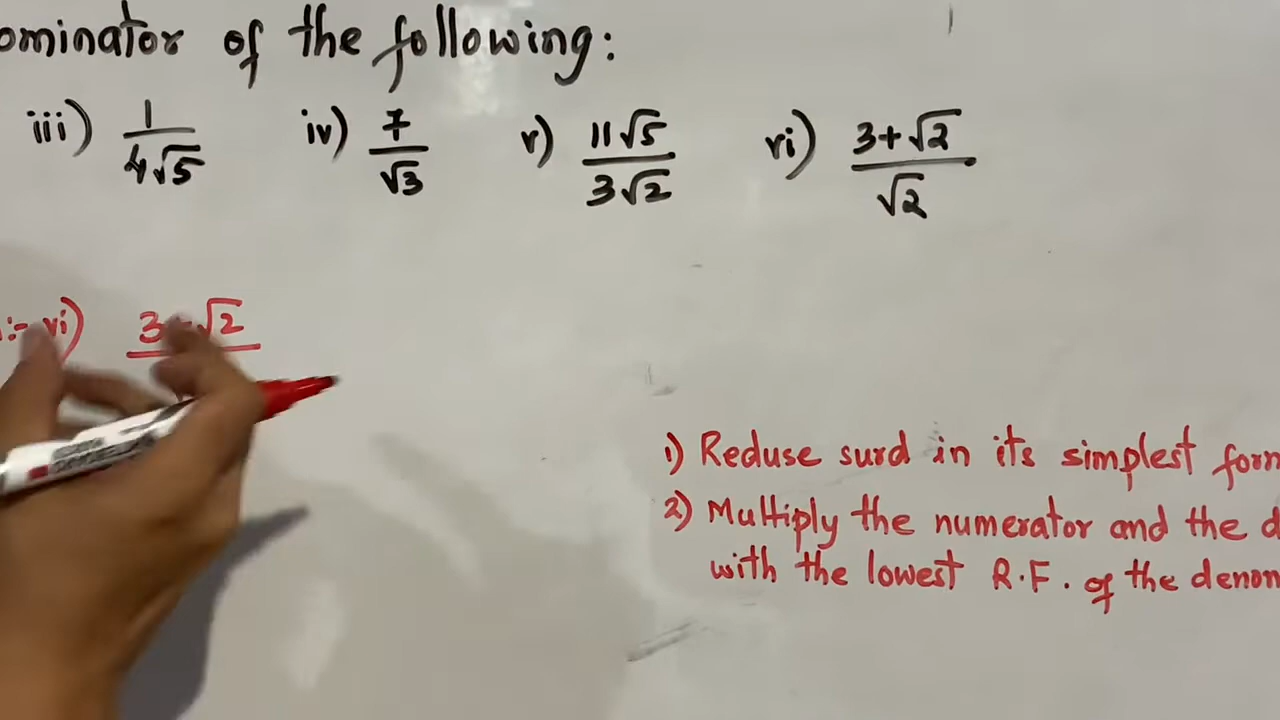 ominator of the following:
iii) 1/4√5 iv) 7/√3 v) 11√5/3√2 vi) 3+√2/√2
:- vi) 3+√2
1) Reduse surd in its simplest form
2) Multiply the numerator and the d
with the lowest R.F. of the denom